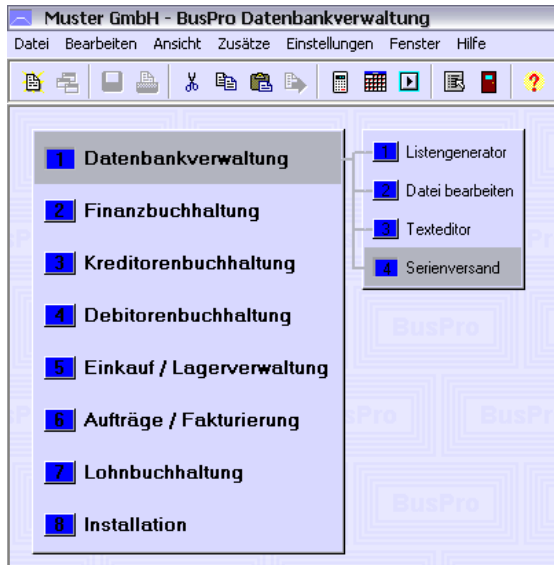 Muster GmbH - BusPro Datenbankverwaltung
Datei Bearbeiten Ansicht Zusätze Einstellungen Fenster Hilfe
?
1 Datenbankverwaltung
2 Finanzbuchhaltung
3 Kreditorenbuchhaltung
4 Debitorenbuchhaltung
5 Einkauf / Lagerverwaltung
6 Aufträge / Fakturierung
7 Lohnbuchhaltung
8 Installation
1 Listengenerator
2 Datei bearbeiten
3 Texteditor
4 Serienversand
BusPro
BusPro